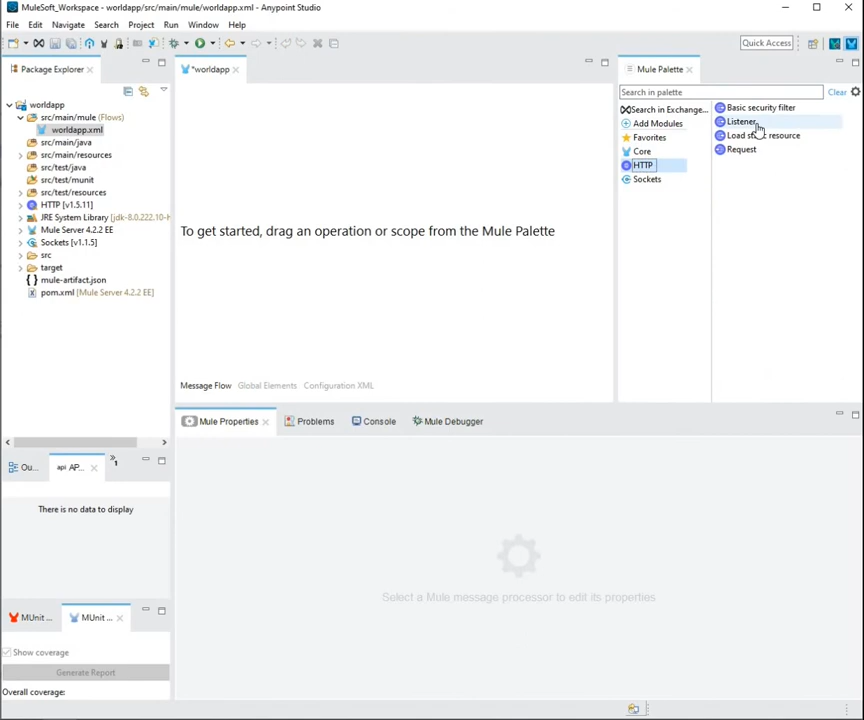 MuleSoft_Workspace - worldapp/src/main/mule/worldapp.xml - Anypoint Studio
File Edit Navigate Search Project Run Window Help
Quick Access
Package Explorer
*worldapp
Mule Palette
Search in palette
Clear
worldapp
src/main/mule (Flows)
worldapp.xml
src/main/java
src/main/resources
src/test/java
src/test/munit
src/test/resources
HTTP [v1.5.11]
JRE System Library [jdk-8.0.222.10-h
Mule Server 4.2.2 EE
Sockets [v1.1.5]
src
target
mule-artifact.json
pom.xml [Mule Server 4.2.2 EE]
To get started, drag an operation or scope from the Mule Palette
Message Flow Global Elements Configuration XML
Search in Exchange...
Add Modules
Favorites
Core
HTTP
Sockets
Basic security filter
Listener
Load resource
Request
Mule Properties
Problems
Console
Mule Debugger
Ou...
api AP...
»1
There is no data to display
Select a Mule message processor to edit its properties
MUnit ...
MUnit ...
Show coverage
Generate Report
Overall coverage: